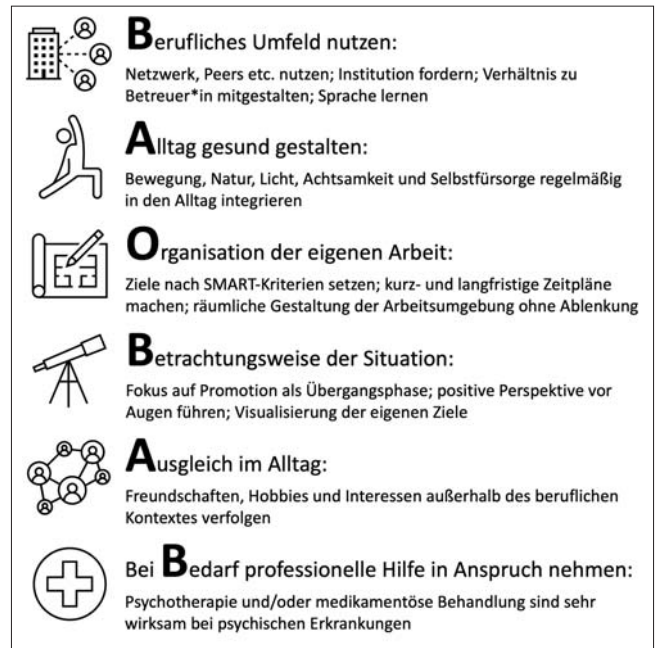 Berufliches Umfeld nutzen:
Netzwerk, Peers etc. nutzen; Institution fordern; Verhältnis zu
Betreuer*in mitgestalten; Sprache lernen
Alltag gesund gestalten:
Bewegung, Natur, Licht, Achtsamkeit und Selbstfürsorge regelmäßig
in den Alltag integrieren
Organisation der eigenen Arbeit:
Ziele nach SMART-Kriterien setzen; kurz- und langfristige Zeitpläne
machen; räumliche Gestaltung der Arbeitsumgebung ohne Ablenkung
Betrachtungsweise der Situation:
Fokus auf Promotion als Übergangsphase; positive Perspektive vor
Augen führen; Visualisierung der eigenen Ziele
Ausgleich im Alltag:
Freundschaften, Hobbies und Interessen außerhalb des beruflichen
Kontextes verfolgen
Bei Bedarf professionelle Hilfe in Anspruch nehmen:
Psychotherapie und/oder medikamentöse Behandlung sind sehr
wirksam bei psychischen Erkrankungen